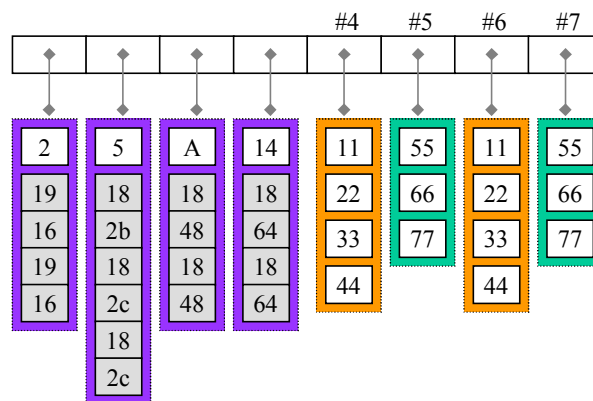 #4 #5 #6 #7
2 5 A 14 11 55 11 55
19 18 18 18 22 66 22 66
16 2b 48 64 33 77 33 77
19 18 18 18 44 44
16 2c 48 64
18
2c